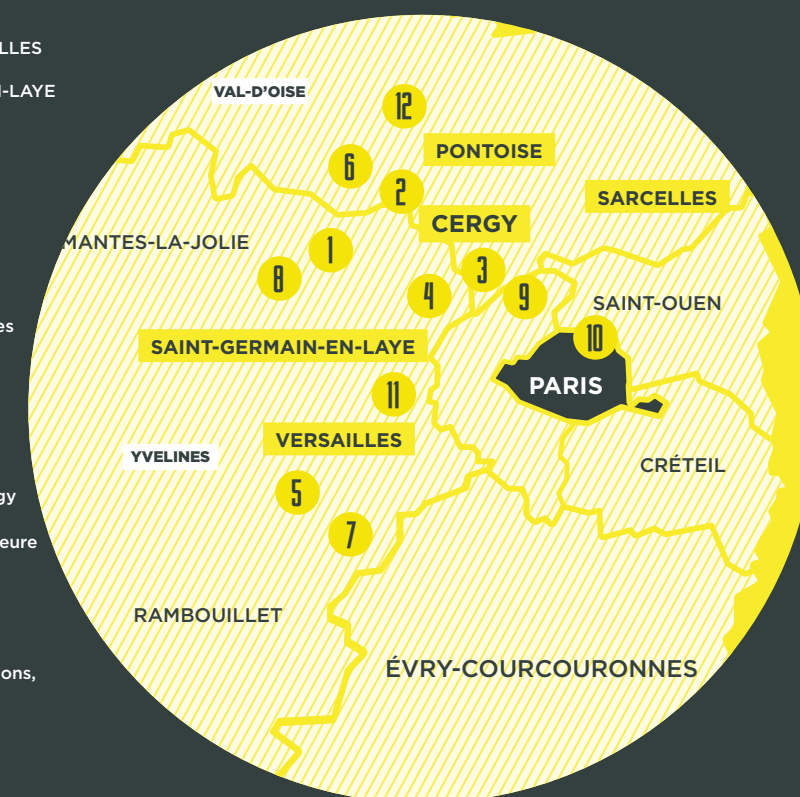 LLES
-LAYE
VAL-D'OISE
12
PONTOISE
6
2
SARCELLES
CERGY
MANTES-LA-JOLIE
1
8
3
4
9
SAINT-OUEN
es
10
SAINT-GERMAIN-EN-LAYE
PARIS
11
VERSAILLES
YVELINES
CRÉTEIL
5
gy
7
eure
RAMBOUILLET
ÉVRY-COURCOURONNES
ons,